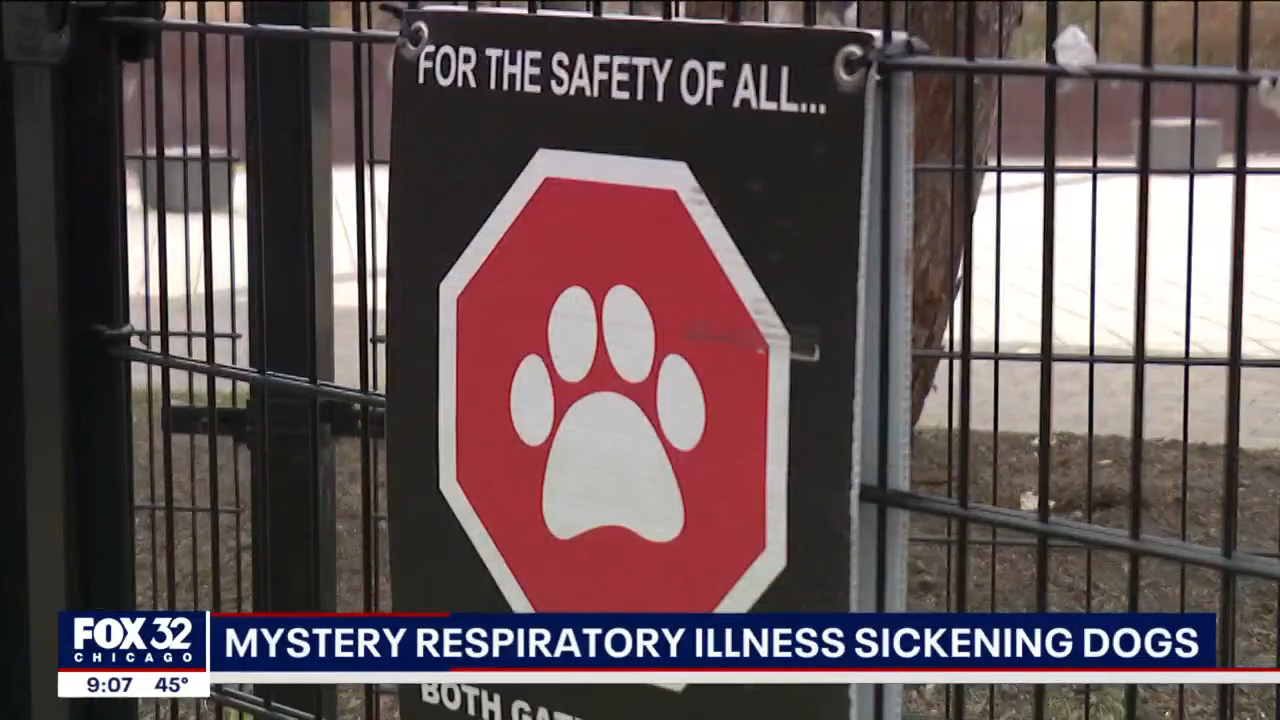 FOR THE SAFETY OF ALL...
FOX 32
CHICAGO
MYSTERY RESPIRATORY ILLNESS SICKENING DOGS
9:07 45°
BOTH